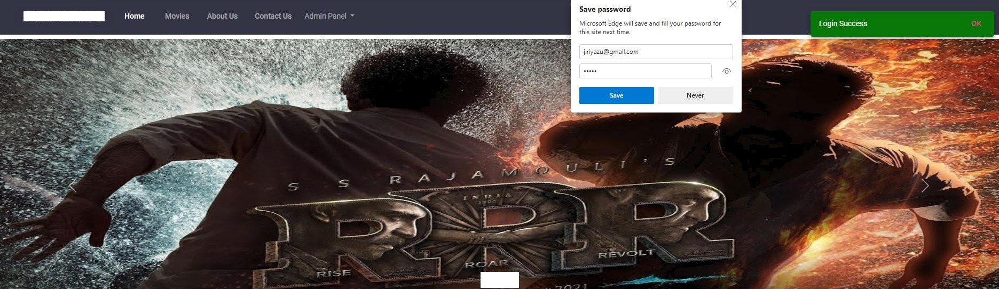 Home Movies About Us Contact Us Admin Panel
Save password
Microsoft Edge will save and fill your password for
this site next time.
j.riyazu@gmail.com
•••••
Save Never
Login Success OK
S S RAJAMOULI'S
INDIA
1920
RRR
RISE ROAR REVOLT
2021